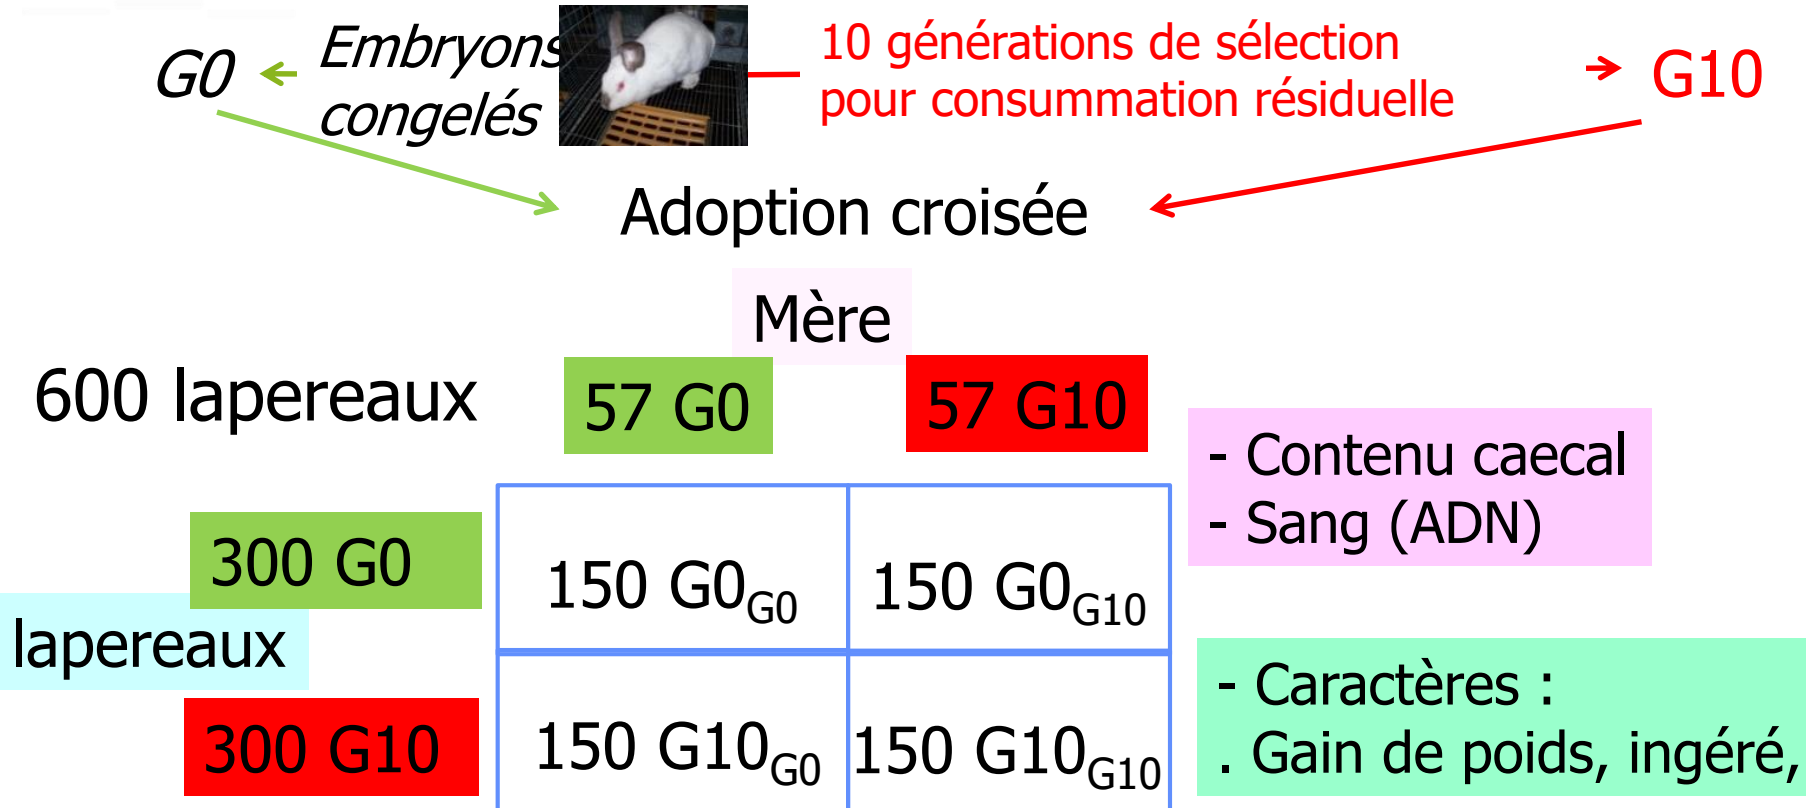 G0
Embryons
congelés
10 générations de sélection
pour consummation résiduelle
G10
Adoption croisée
Mère
600 lapereaux
57 G0
57 G10
- Contenu caecal
- Sang (ADN)
300 G0
150 G0G0
150 G0G10
lapereaux
300 G10
150 G10G0
150 G10G10
- Caractères :
. Gain de poids, ingéré,